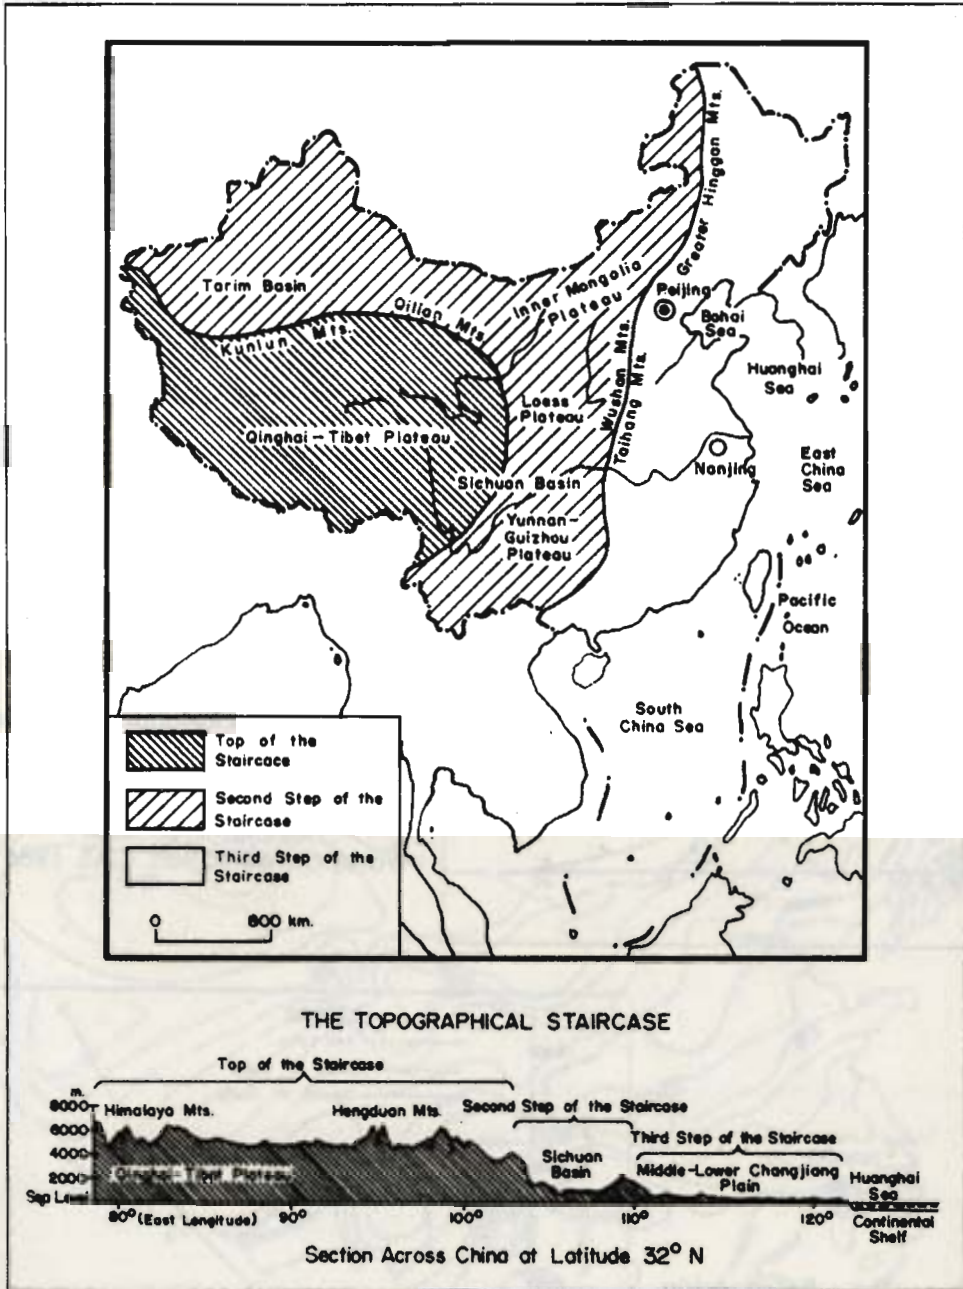 Greater Hinggan Mts.
Tarim Basin
Inner Mongolia
Plateau
Qilian Mts.
Peijing
Bohai
Sea
Kunlun Mts.
Huanghai
Sea
Wushan Mts.
Taihang Mts.
Loess
Plateau
Qinghai-Tibet Plateau
Nanjing
East
China
Sea
Sichuan Basin
Yunnan-
Guizhou
Plateau
Pacific
Ocean
South
China Sea
Top of the
Staircace
Second Step of the
Staircase
Third Step of the
Staircase
0 800 km.
THE TOPOGRAPHICAL STAIRCASE
Top of the Staircase
m.
8000
6000
4000
2000
Sea Level
Himalaya Mts.
Hengduan Mts.
Second Step of the Staircase
Third Step of the Staircase
Sichuan
Basin
Middle-Lower Changjiang
Plain
Huanghai
Sea
Qinghai-Tibet Plateau
80° (East Longitude) 90° 100° 110° 120°
Continental
Shelf
Section Across China at Latitude 32° N